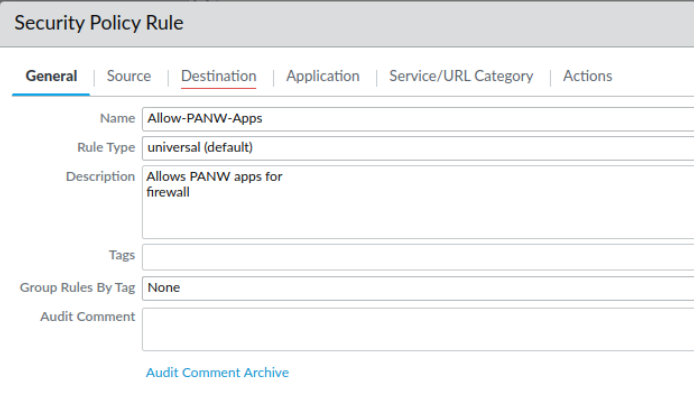 Security Policy Rule
General Source Destination Application Service/URL Category Actions
Name Allow-PANW-Apps
Rule Type universal (default)
Description Allows PANW apps for
firewall
Tags
Group Rules By Tag None
Audit Comment
Audit Comment Archive